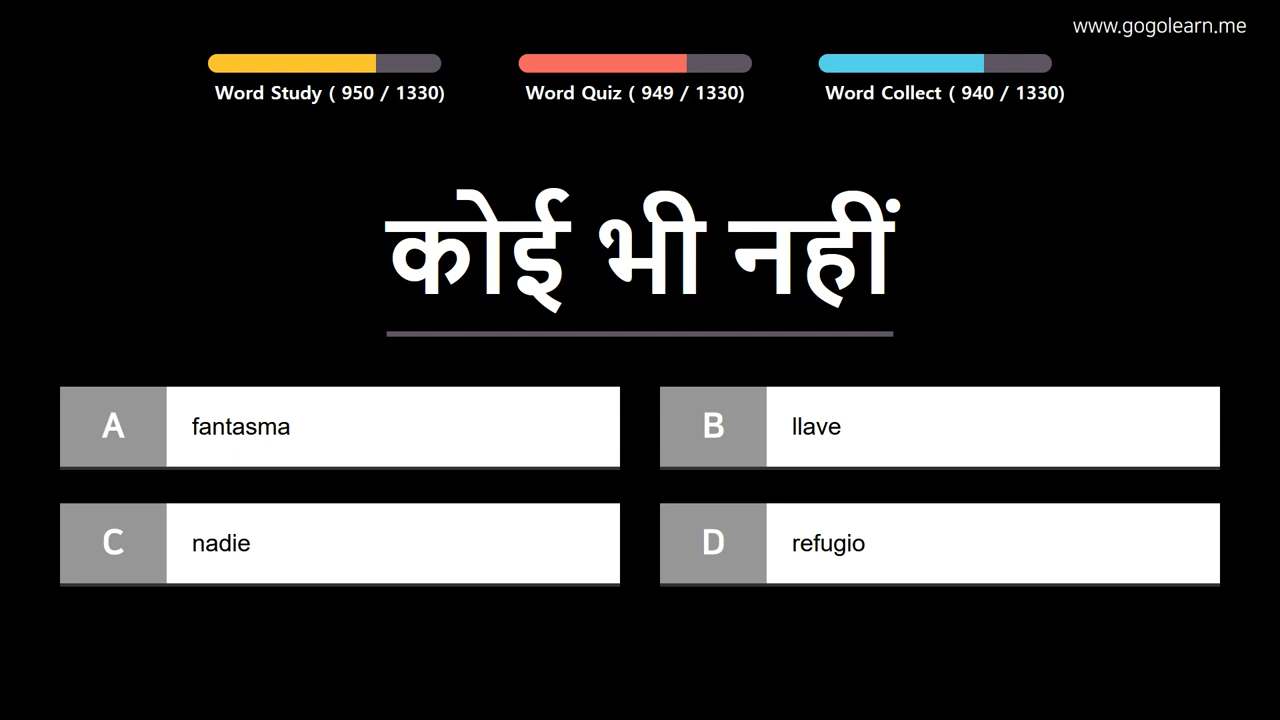 www.gogolearn.me
Word Study ( 950 / 1330)
Word Quiz ( 949 / 1330)
Word Collect ( 940 / 1330)
कोई भी नहीं
A fantasma
B llave
C nadie
D refugio